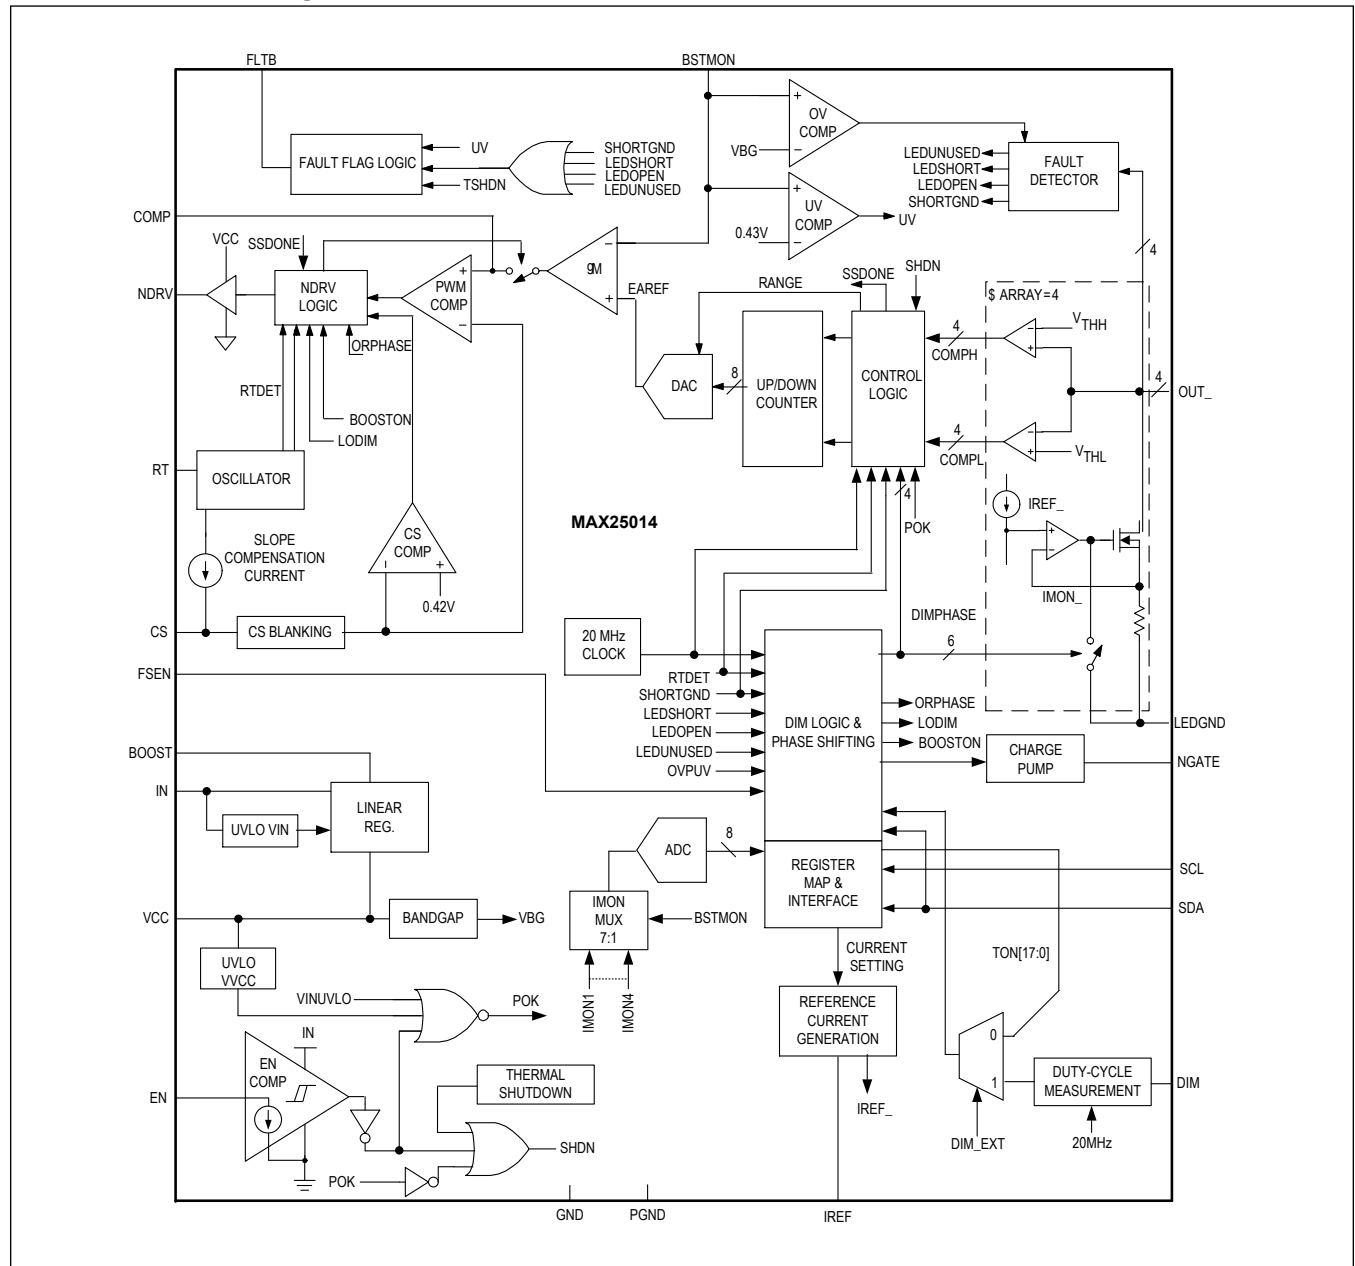 FLTB
BSTMON
FAULT FLAG LOGIC
UV
TSHDN
SHORTGND
LEDSHORT
LEDOPEN
LEDUNUSED
+
OV
COMP
VBG
−
+
UV
COMP
0.43V
−
UV
LEDUNUSED
LEDSHORT
LEDOPEN
SHORTGND
FAULT
DETECTOR
4
COMP
VCC
SSDONE
NDRV
NDRV
LOGIC
+
PWM
COMP
−
−
gM
+
EAREF
ORPHASE
RTDET
BOOSTON
LODIM
RANGE
SSDONE
SHDN
DAC
8
UP/DOWN
COUNTER
CONTROL
LOGIC
4
COMPH
4
COMPL
$ ARRAY=4
−
+
VTHH
−
+
VTHL
4
OUT_
4
POK
IREF_
+
−
IMON_
RT
OSCILLATOR
SLOPE
COMPENSATION
CURRENT
CS
COMP
−
+
0.42V
MAX25014
CS
CS BLANKING
FSEN
20 MHz
CLOCK
RTDET
SHORTGND
LEDSHORT
LEDOPEN
LEDUNUSED
OVPUV
DIM LOGIC &
PHASE SHIFTING
DIMPHASE
6
ORPHASE
LODIM
BOOSTON
LEDGND
CHARGE
PUMP
NGATE
BOOST
IN
UVLO VIN
LINEAR
REG.
ADC
8
REGISTER
MAP &
INTERFACE
SCL
SDA
VCC
BANDGAP
VBG
IMON
MUX
7:1
BSTMON
IMON1
IMON4
UVLO
VVCC
VINUVLO
POK
CURRENT
SETTING
REFERENCE
CURRENT
GENERATION
IREF_
TON[17:0]
0
1
DIM_EXT
DUTY-CYCLE
MEASUREMENT
DIM
20MHz
IN
EN
COMP
EN
THERMAL
SHUTDOWN
SHDN
POK
GND
PGND
IREF